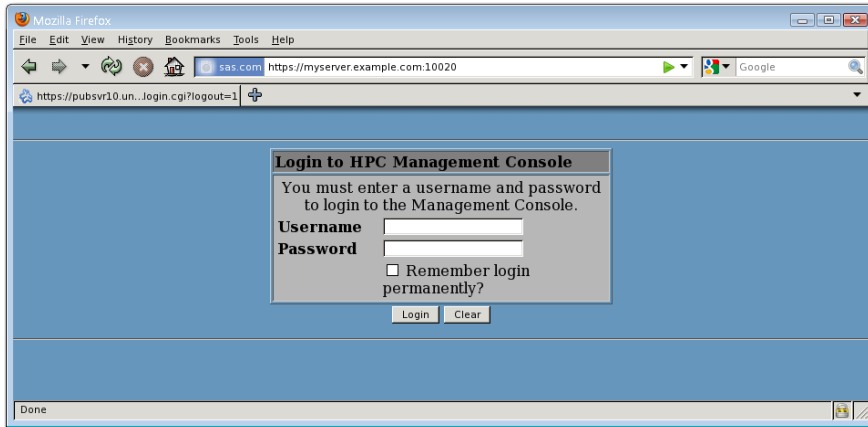 Mozilla Firefox
File Edit View History Bookmarks Tools Help
sas.com https://myserver.example.com:10020 Google
https://pubsvr10.un...login.cgi?logout=1
Login to HPC Management Console
You must enter a username and password
to login to the Management Console.
Username
Password
Remember login
permanently?
Login Clear
Done